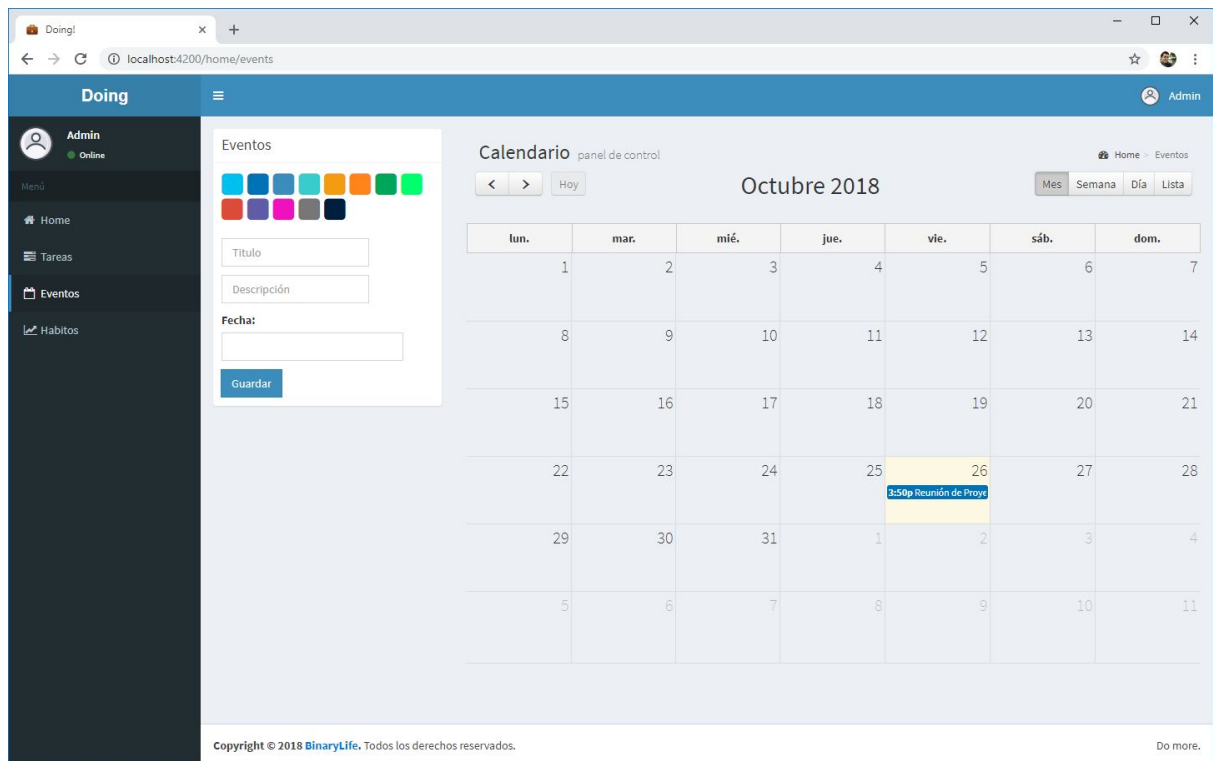 Doing!
localhost:4200/home/events
Doing
Admin
Admin
Online
Menú
Home
Tareas
Eventos
Habitos
Eventos
Titulo
Descripción
Fecha:
Guardar
Calendario panel de control
Home > Eventos
Hoy
Octubre 2018
Mes Semana Día Lista
lun. mar. mié. jue. vie. sáb. dom.
1 2 3 4 5 6 7
8 9 10 11 12 13 14
15 16 17 18 19 20 21
22 23 24 25 26 27 28
3:50p Reunión de Proye
29 30 31 1 2 3 4
5 6 7 8 9 10 11
Copyright © 2018 BinaryLife. Todos los derechos reservados.
Do more.